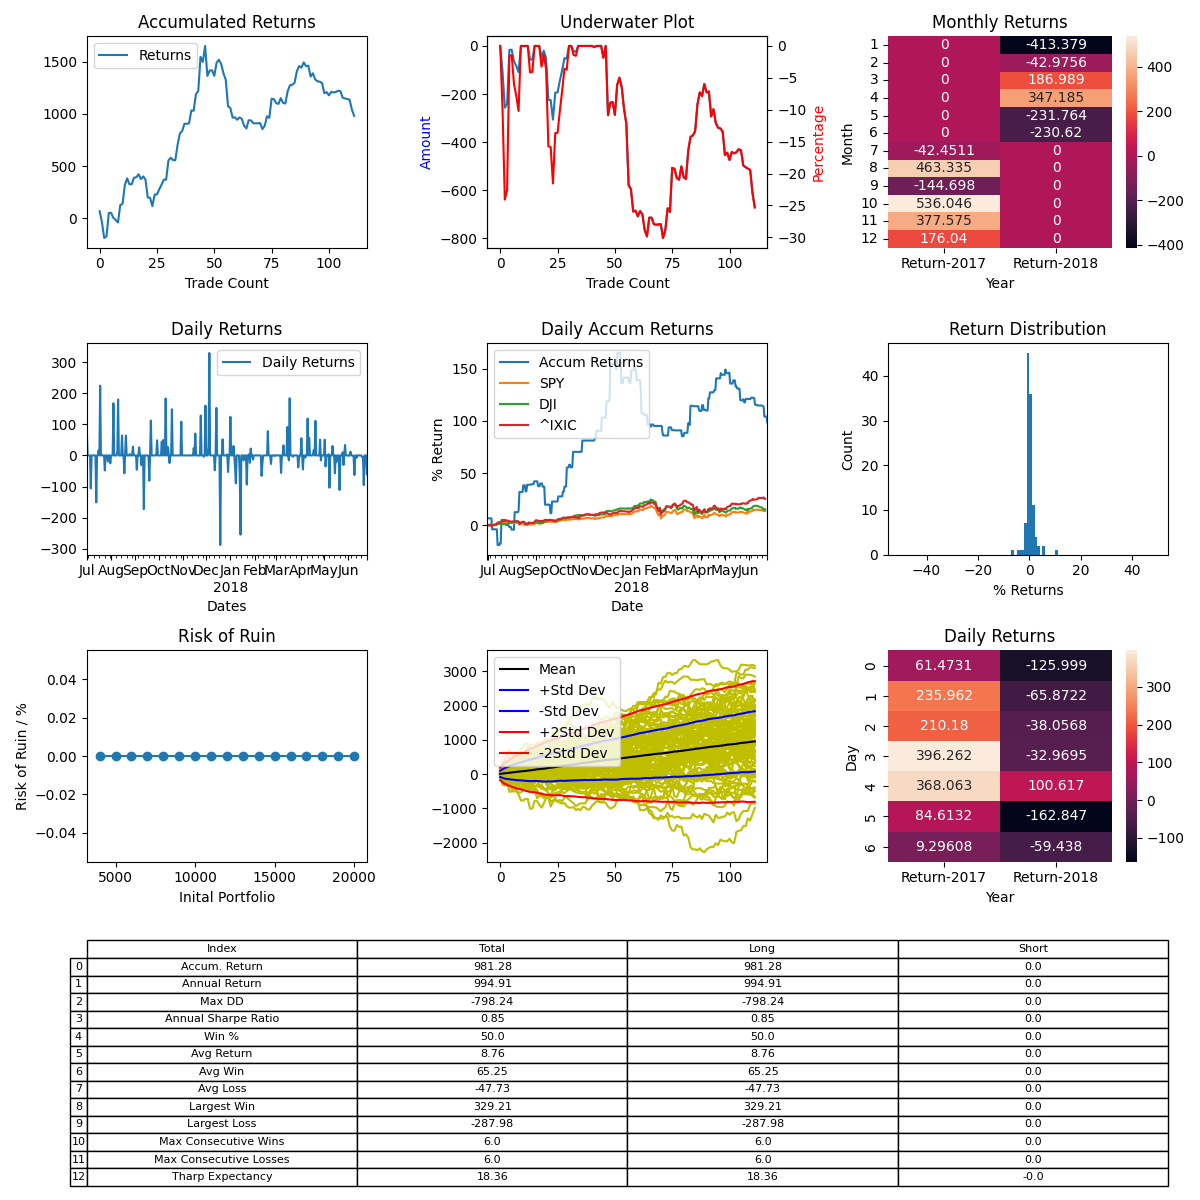 Accumulated Returns
Returns
1500
1000
500
0
0 25 50 75 100
Trade Count
Underwater Plot
Amount
0
−200
−400
−600
−800
0
−5
−10
−15
−20
−25
−30
Percentage
0 25 50 75 100
Trade Count
Monthly Returns
Month
1 0 -413.379
2 0 -42.9756
3 0 186.989
4 0 347.185
5 0 -231.764
6 0 -230.62
7 -42.4511 0
8 463.335 0
9 -144.698 0
10 536.046 0
11 377.575 0
12 176.04 0
Return-2017 Return-2018
Year
400
200
0
−200
−400
Daily Returns
Daily Returns
300
200
100
0
−100
−200
−300
Jul Aug Sep Oct Nov Dec Jan Feb Mar Apr May Jun
2018
Dates
Daily Accum Returns
% Return
Accum Returns
SPY
DJI
^IXIC
150
100
50
0
Jul Aug Sep Oct Nov Dec Jan Feb Mar Apr May Jun
2018
Date
Return Distribution
Count
40
30
20
10
0
−40 −20 0 20 40
% Returns
Risk of Ruin
Risk of Ruin / %
0.04
0.02
0.00
−0.02
−0.04
5000 10000 15000 20000
Inital Portfolio
Mean
+Std Dev
-Std Dev
+2Std Dev
-2Std Dev
3000
2000
1000
0
−1000
−2000
0 25 50 75 100
Daily Returns
Day
0 61.4731 -125.999
1 235.962 -65.8722
2 210.18 -38.0568
3 396.262 -32.9695
4 368.063 100.617
5 84.6132 -162.847
6 9.29608 -59.438
Return-2017 Return-2018
Year
300
200
100
0
−100
Index Total Long Short
0 Accum. Return 981.28 981.28 0.0
1 Annual Return 994.91 994.91 0.0
2 Max DD -798.24 -798.24 0.0
3 Annual Sharpe Ratio 0.85 0.85 0.0
4 Win % 50.0 50.0 0.0
5 Avg Return 8.76 8.76 0.0
6 Avg Win 65.25 65.25 0.0
7 Avg Loss -47.73 -47.73 0.0
8 Largest Win 329.21 329.21 0.0
9 Largest Loss -287.98 -287.98 0.0
10 Max Consecutive Wins 6.0 6.0 0.0
11 Max Consecutive Losses 6.0 6.0 0.0
12 Tharp Expectancy 18.36 18.36 -0.0